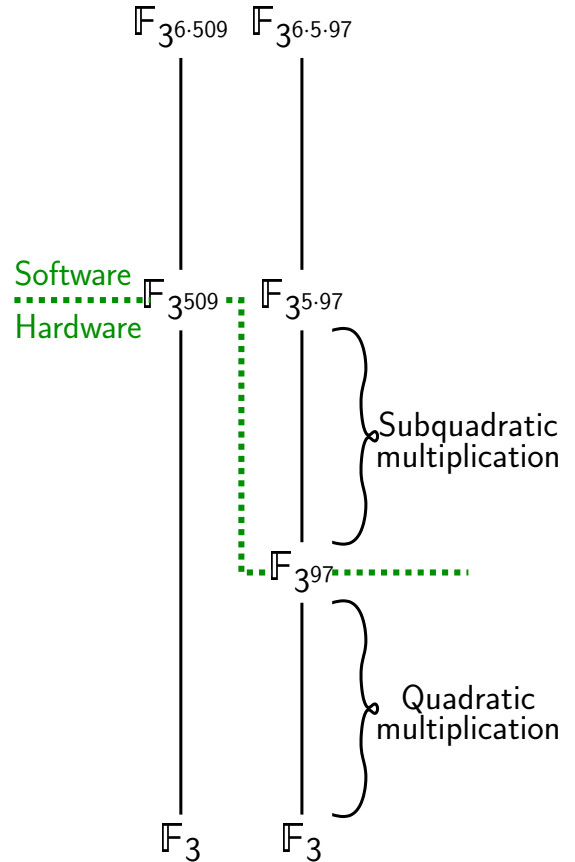 𝔽3^6·509 𝔽3^6·5·97
Software
𝔽3^509 𝔽3^5·97
Hardware
Subquadratic
multiplication
𝔽3^97
Quadratic
multiplication
𝔽3 𝔽3